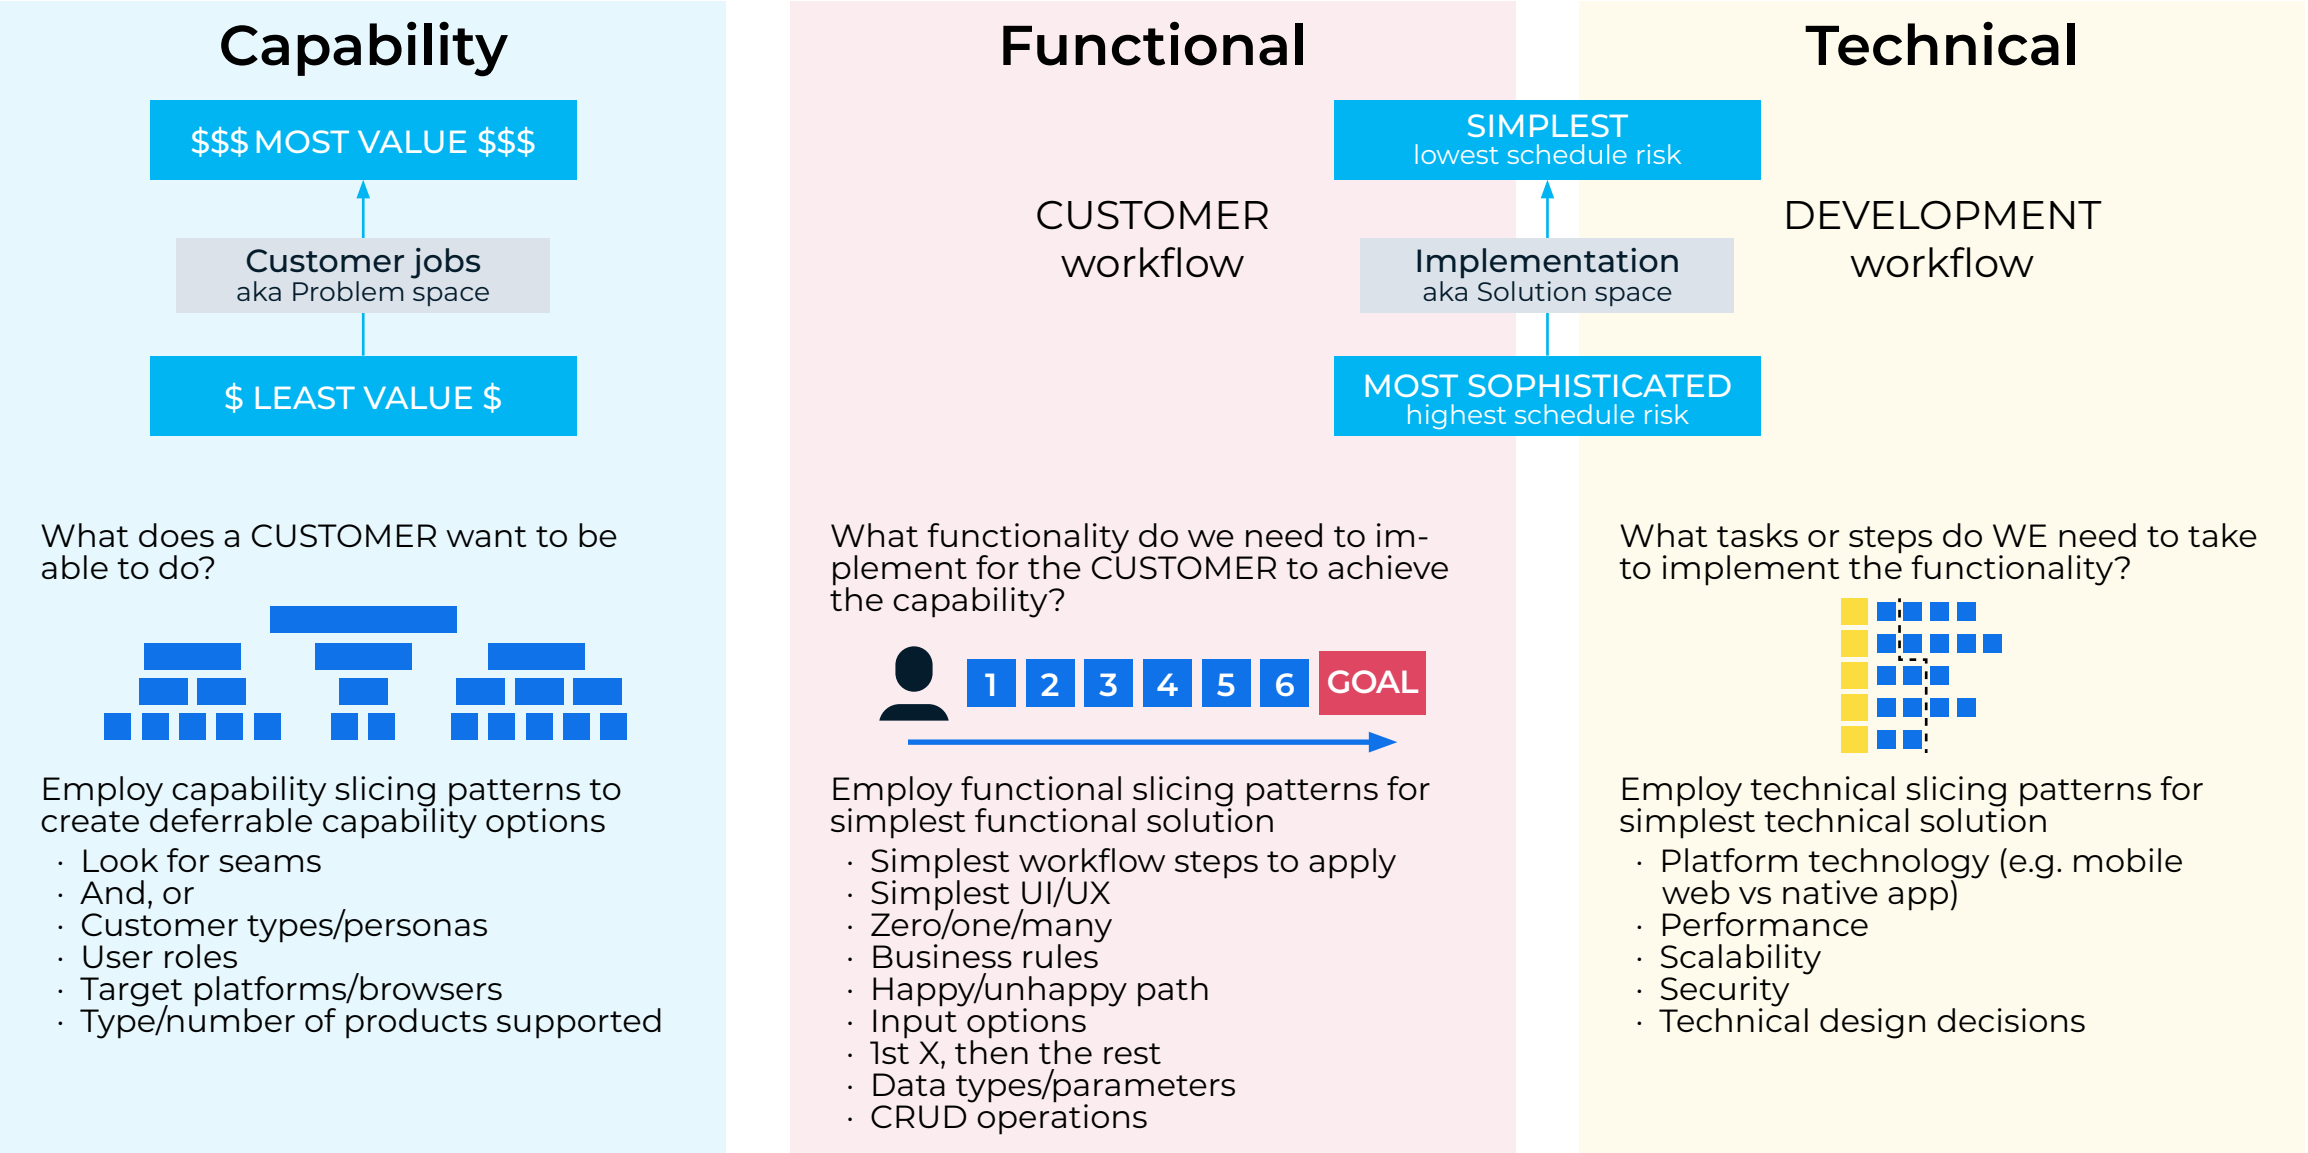 Capability
$$$ MOST VALUE $$$
Customer jobs
aka Problem space
$ LEAST VALUE $
What does a CUSTOMER want to be
able to do?
Employ capability slicing patterns to
create deferrable capability options
· Look for seams
· And, or
· Customer types/personas
· User roles
· Target platforms/browsers
· Type/number of products supported
Functional
CUSTOMER
workflow
SIMPLEST
lowest schedule risk
Implementation
aka Solution space
MOST SOPHISTICATED
highest schedule risk
What functionality do we need to im-
plement for the CUSTOMER to achieve
the capability?
1 2 3 4 5 6 GOAL
Employ functional slicing patterns for
simplest functional solution
· Simplest workflow steps to apply
· Simplest UI/UX
· Zero/one/many
· Business rules
· Happy/unhappy path
· Input options
· 1st X, then the rest
· Data types/parameters
· CRUD operations
Technical
DEVELOPMENT
workflow
What tasks or steps do WE need to take
to implement the functionality?
Employ technical slicing patterns for
simplest technical solution
· Platform technology (e.g. mobile
web vs native app)
· Performance
· Scalability
· Security
· Technical design decisions